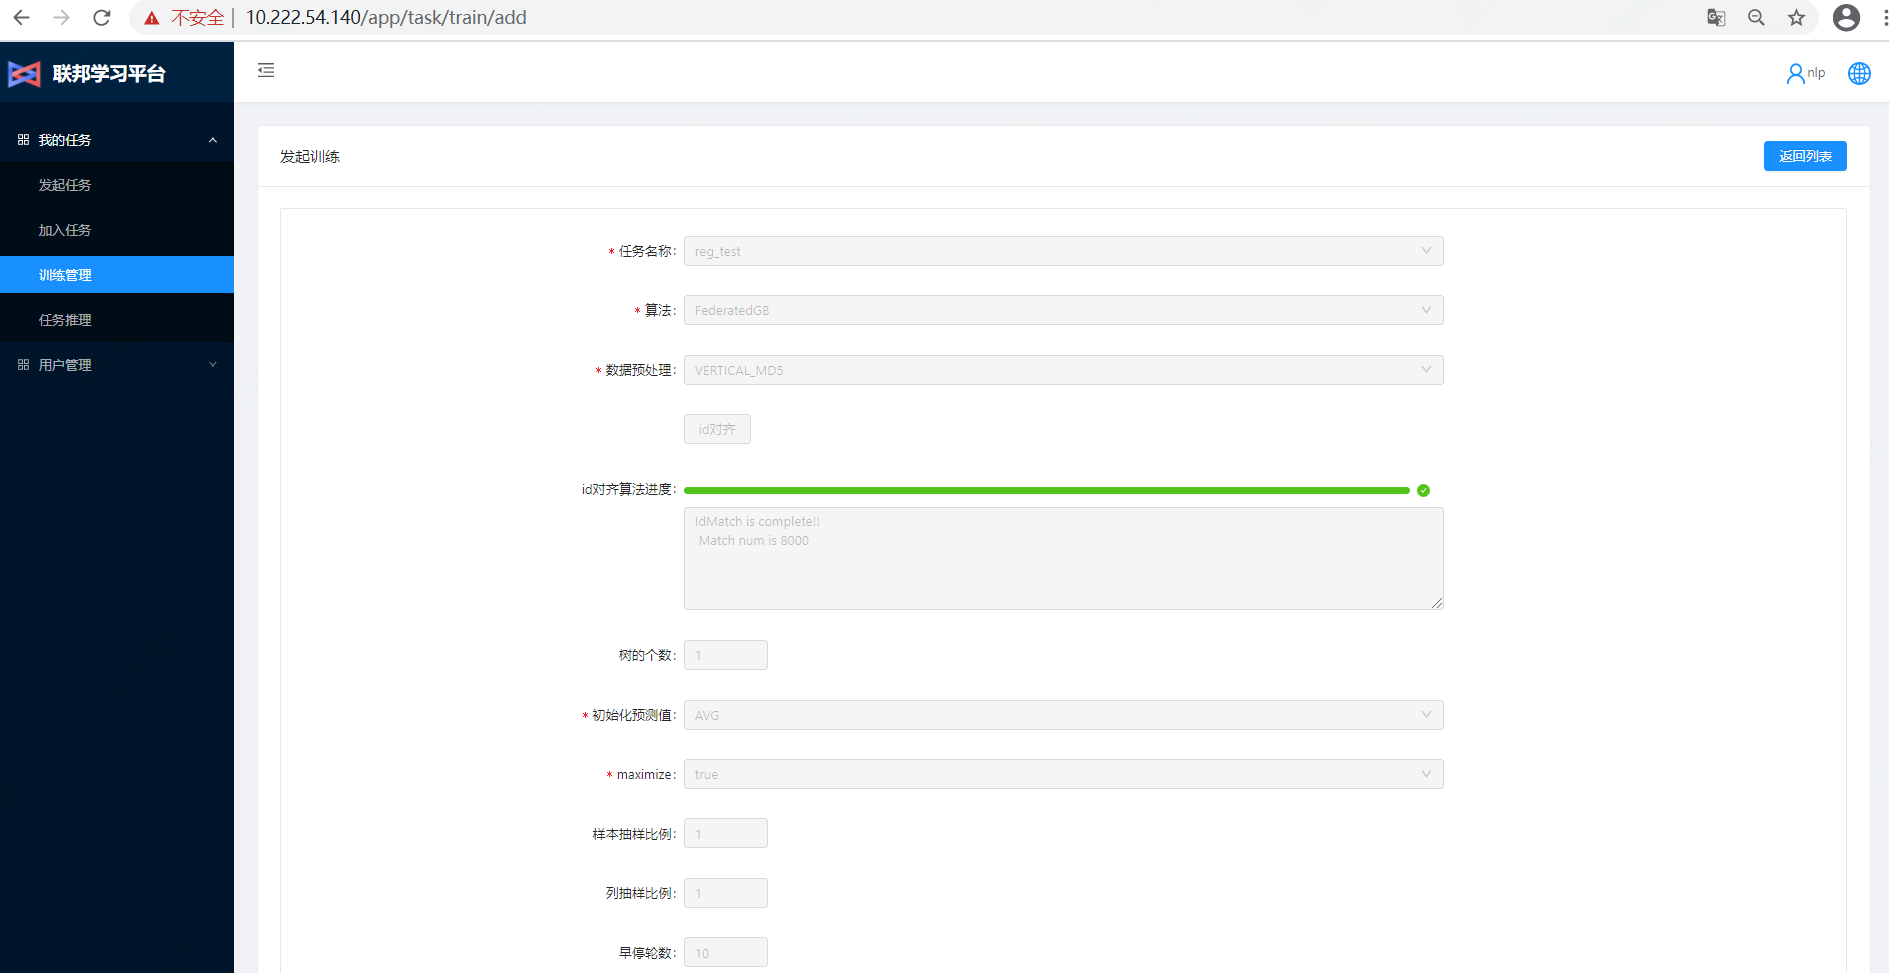 不安全 | 10.222.54.140/app/task/train/add
联邦学习平台
nlp
我的任务
发起任务
加入任务
训练管理
任务推理
用户管理
发起训练
返回列表
* 任务名称: reg_test
* 算法: FederatedGB
* 数据预处理: VERTICAL_MD5
id对齐
id对齐算法进度:
IdMatch is complete!!
Match num is 8000
树的个数: 1
* 初始化预测值: AVG
* maximize: true
样本抽样比例: 1
列抽样比例: 1
早停轮数: 10